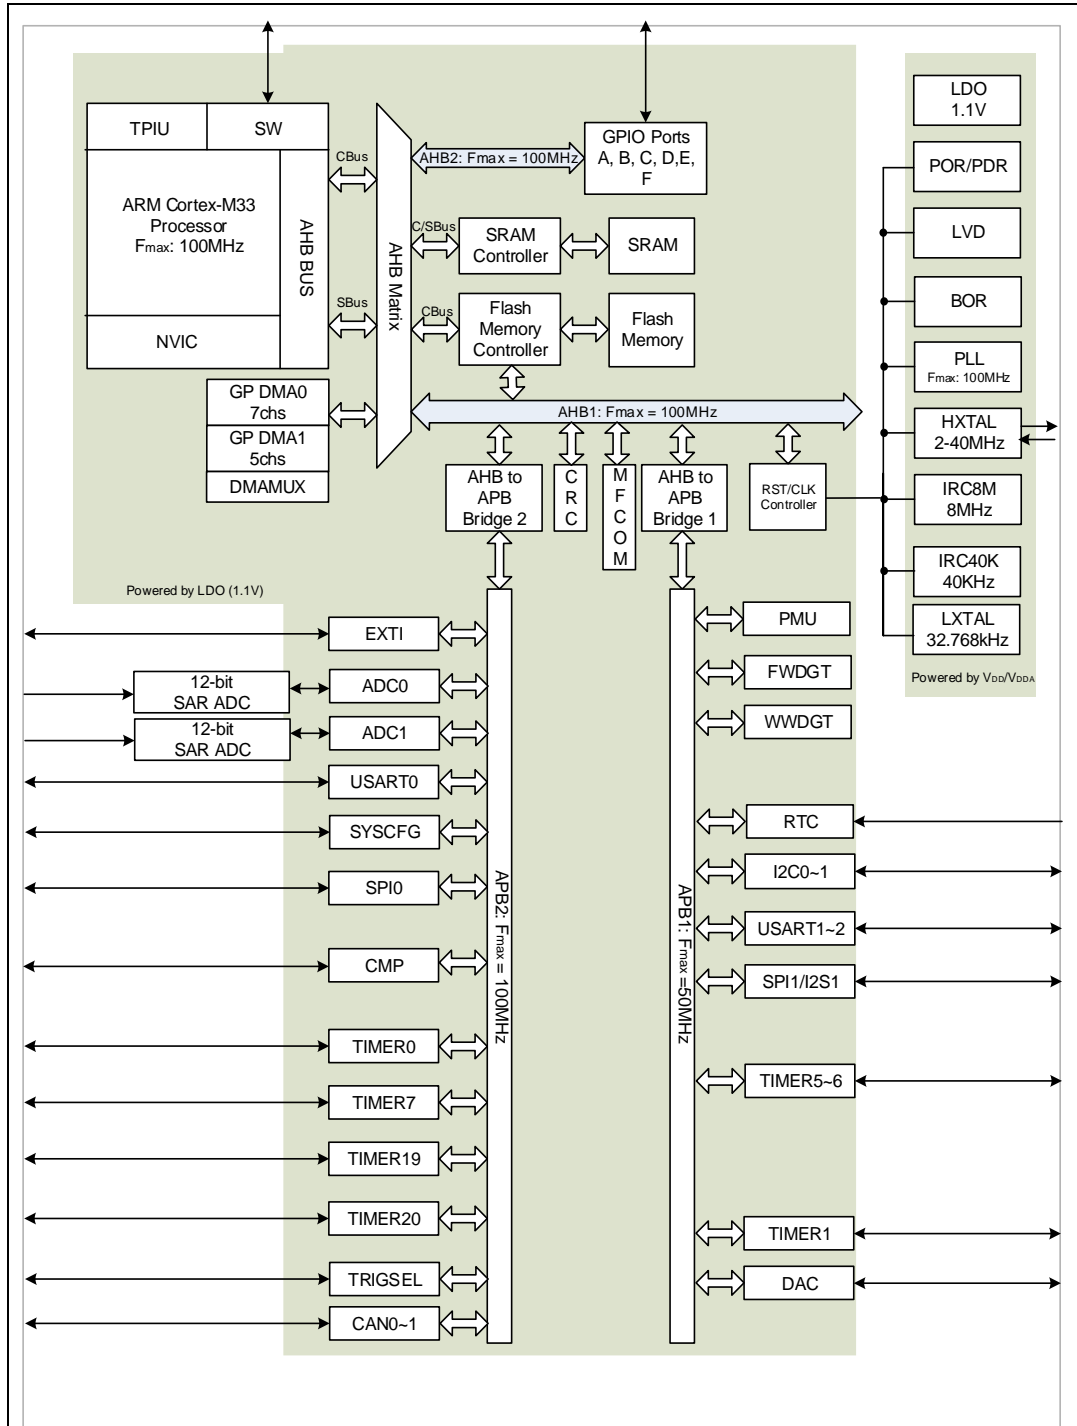 TPIU
SW
ARM Cortex-M33
Processor
Fmax: 100MHz
AHB BUS
NVIC
GP DMA0
7chs
GP DMA1
5chs
DMAMUX
CBus
SBus
AHB Matrix
AHB2: Fmax = 100MHz
GPIO Ports
A, B, C, D,E,
F
C/SBus
SRAM
Controller
SRAM
CBus
Flash
Memory
Controller
Flash
Memory
AHB1: Fmax = 100MHz
AHB to
APB
Bridge 2
C
R
C
M
F
C
O
M
AHB to
APB
Bridge 1
RST/CLK
Controller
LDO
1.1V
POR/PDR
LVD
BOR
PLL
Fmax: 100MHz
HXTAL
2-40MHz
IRC8M
8MHz
IRC40K
40KHz
LXTAL
32.768kHz
Powered by VDD/VDDA
Powered by LDO (1.1V)
EXTI
12-bit
SAR ADC
ADC0
12-bit
SAR ADC
ADC1
USART0
SYSCFG
SPI0
CMP
TIMER0
TIMER7
TIMER19
TIMER20
TRIGSEL
CAN0~1
APB2: Fmax = 100MHz
APB1: Fmax =50MHz
PMU
FWDGT
WWDGT
RTC
I2C0~1
USART1~2
SPI1/I2S1
TIMER5~6
TIMER1
DAC